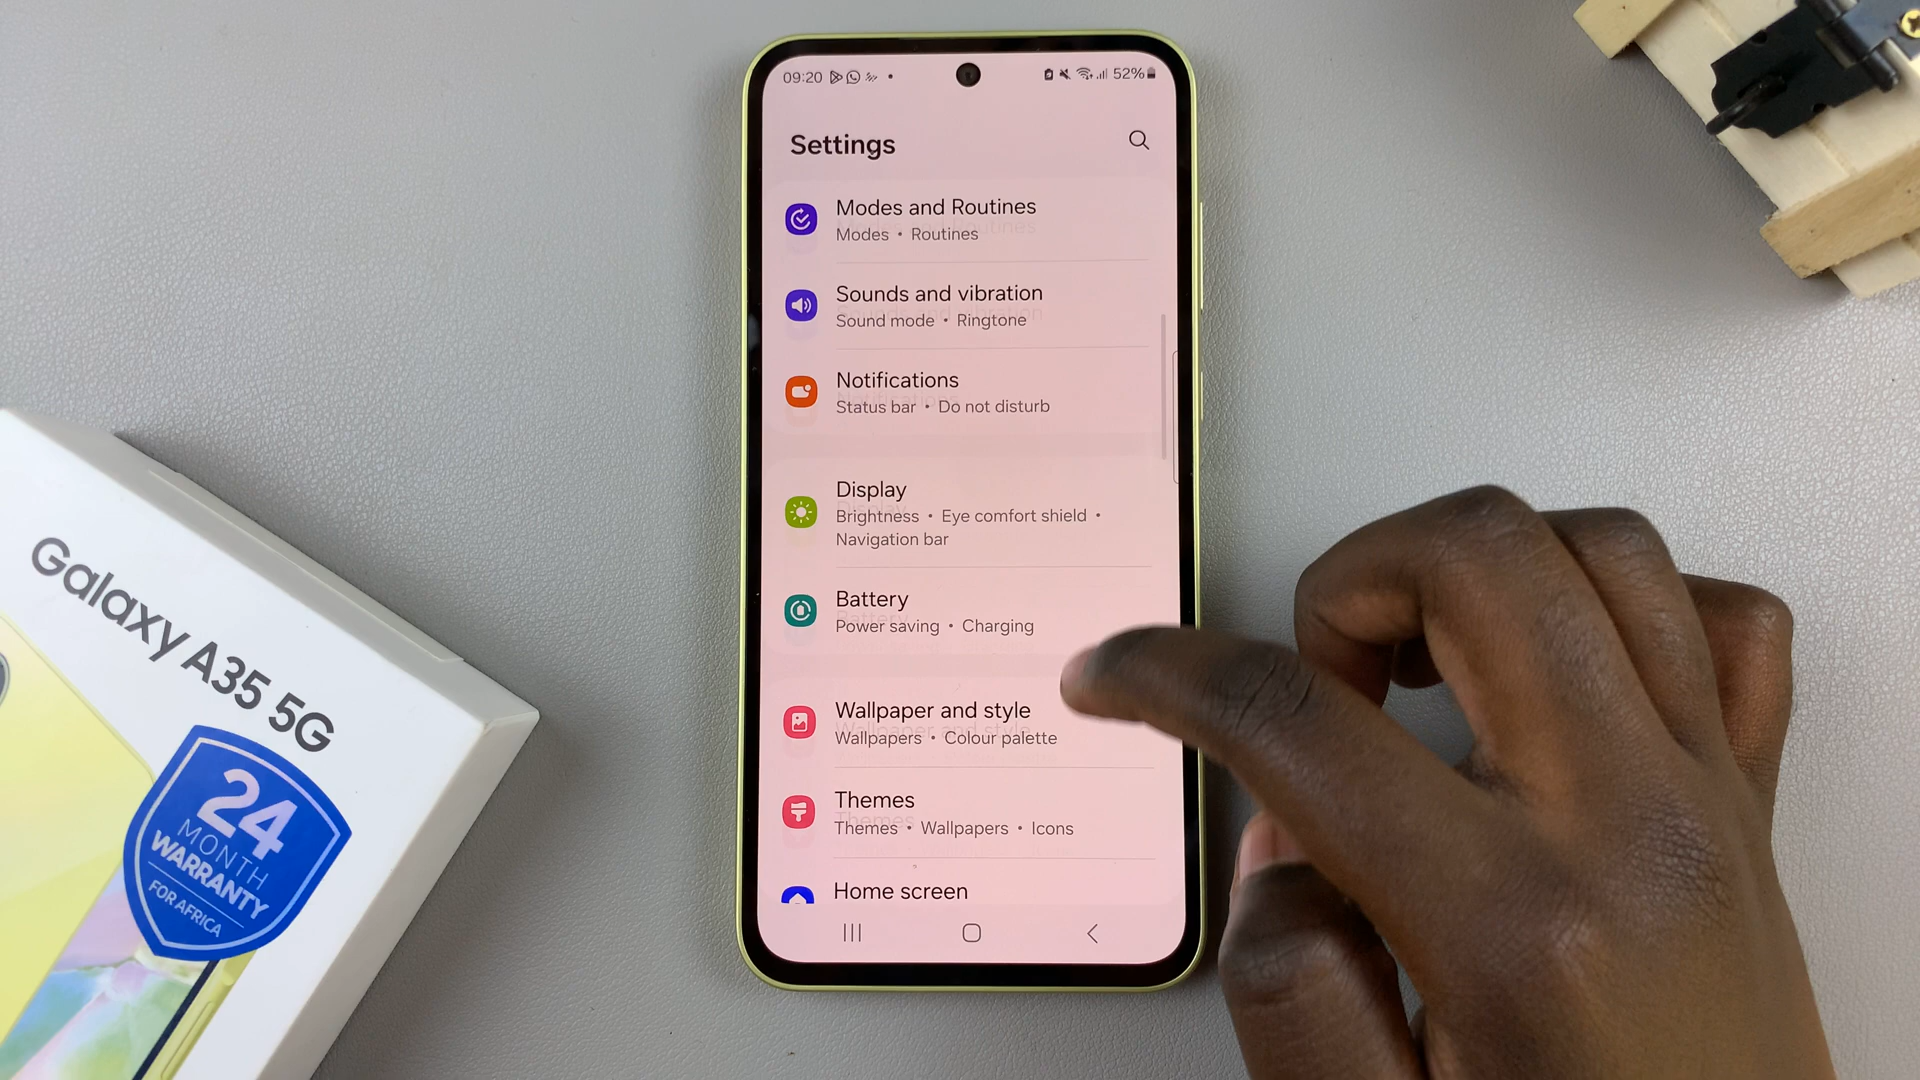 09:20
52%
Settings
Modes and Routines
Modes • Routines
Sounds and vibration
Sound mode • Ringtone
Notifications
Status bar • Do not disturb
Display
Brightness • Eye comfort shield •
Navigation bar
Battery
Power saving • Charging
Wallpaper and style
Wallpapers • Colour palette
Themes
Themes • Wallpapers • Icons
Home screen
Galaxy A35 5G
24
MONTH
WARRANTY
FOR AFRICA